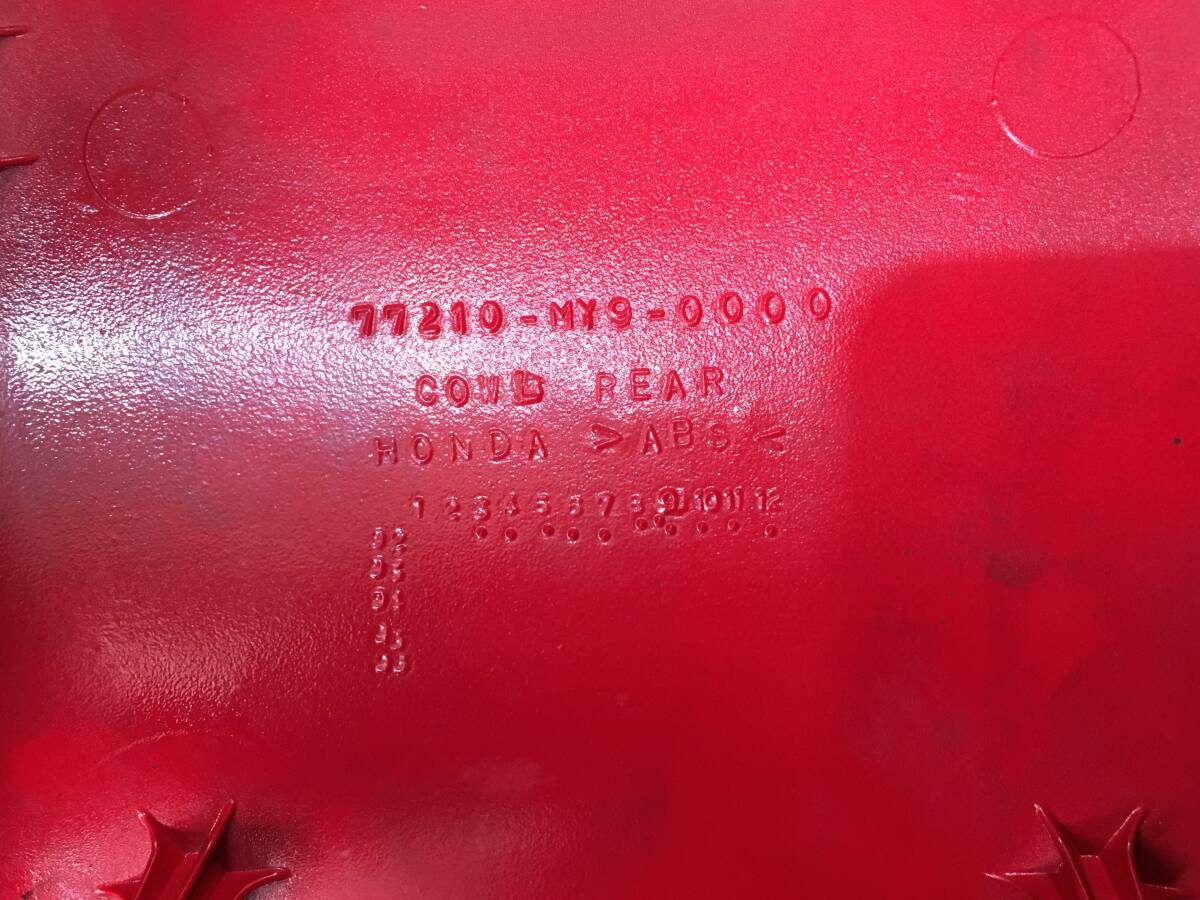 77210-MY9-0000
COWL REAR
HONDA >ABS<
1 2 3 4 5 6 7 8 9 10 11 12
92
93